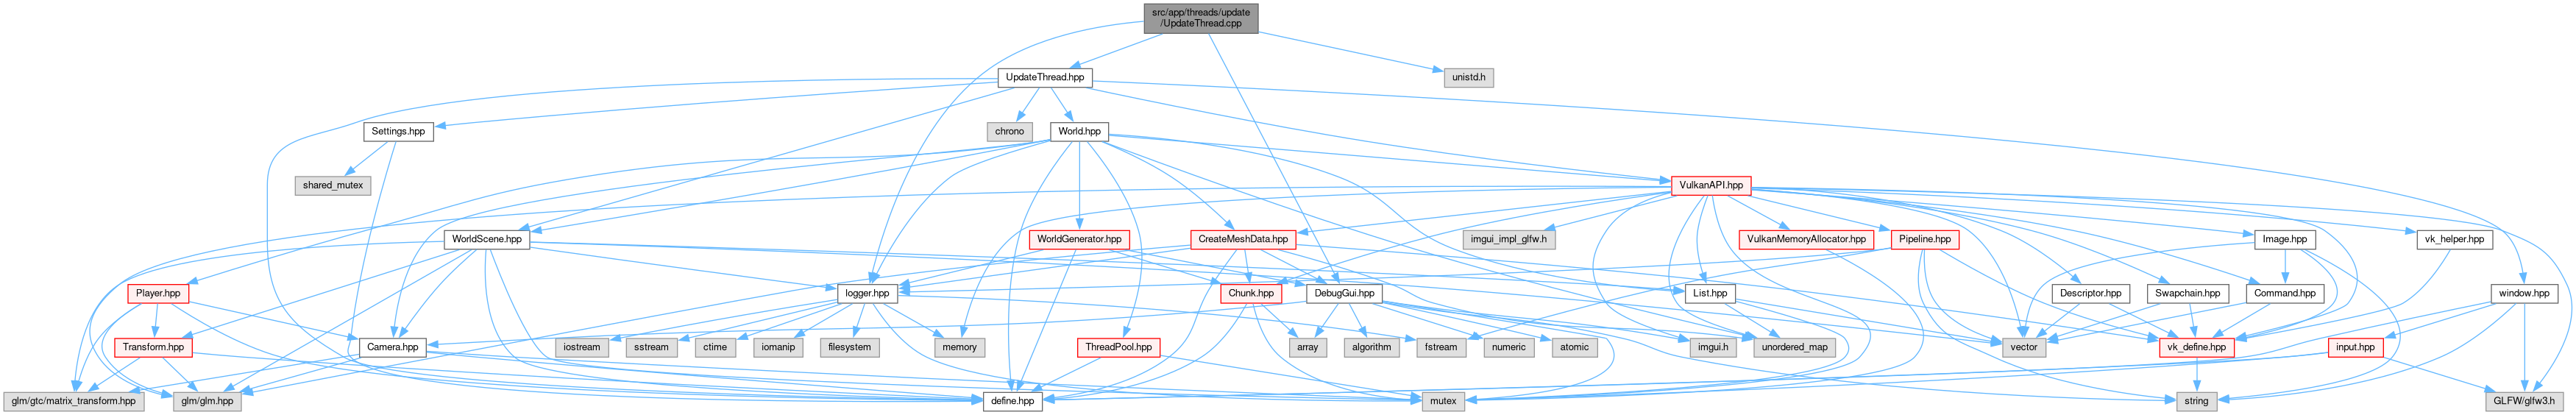 src/app/threads/update
/UpdateThread.cpp
UpdateThread.hpp
unistd.h
Settings.hpp
chrono
World.hpp
shared_mutex
VulkanAPI.hpp
WorldScene.hpp
WorldGenerator.hpp
CreateMeshData.hpp
imgui_impl_glfw.h
VulkanMemoryAllocator.hpp
Pipeline.hpp
Image.hpp
vk_helper.hpp
Player.hpp
logger.hpp
Chunk.hpp
DebugGui.hpp
List.hpp
Descriptor.hpp
Swapchain.hpp
Command.hpp
window.hpp
Transform.hpp
Camera.hpp
iostream
sstream
ctime
iomanip
filesystem
memory
ThreadPool.hpp
array
algorithm
fstream
numeric
atomic
imgui.h
unordered_map
vector
vk_define.hpp
input.hpp
glm/gtc/matrix_transform.hpp
glm/glm.hpp
define.hpp
mutex
string
GLFW/glfw3.h